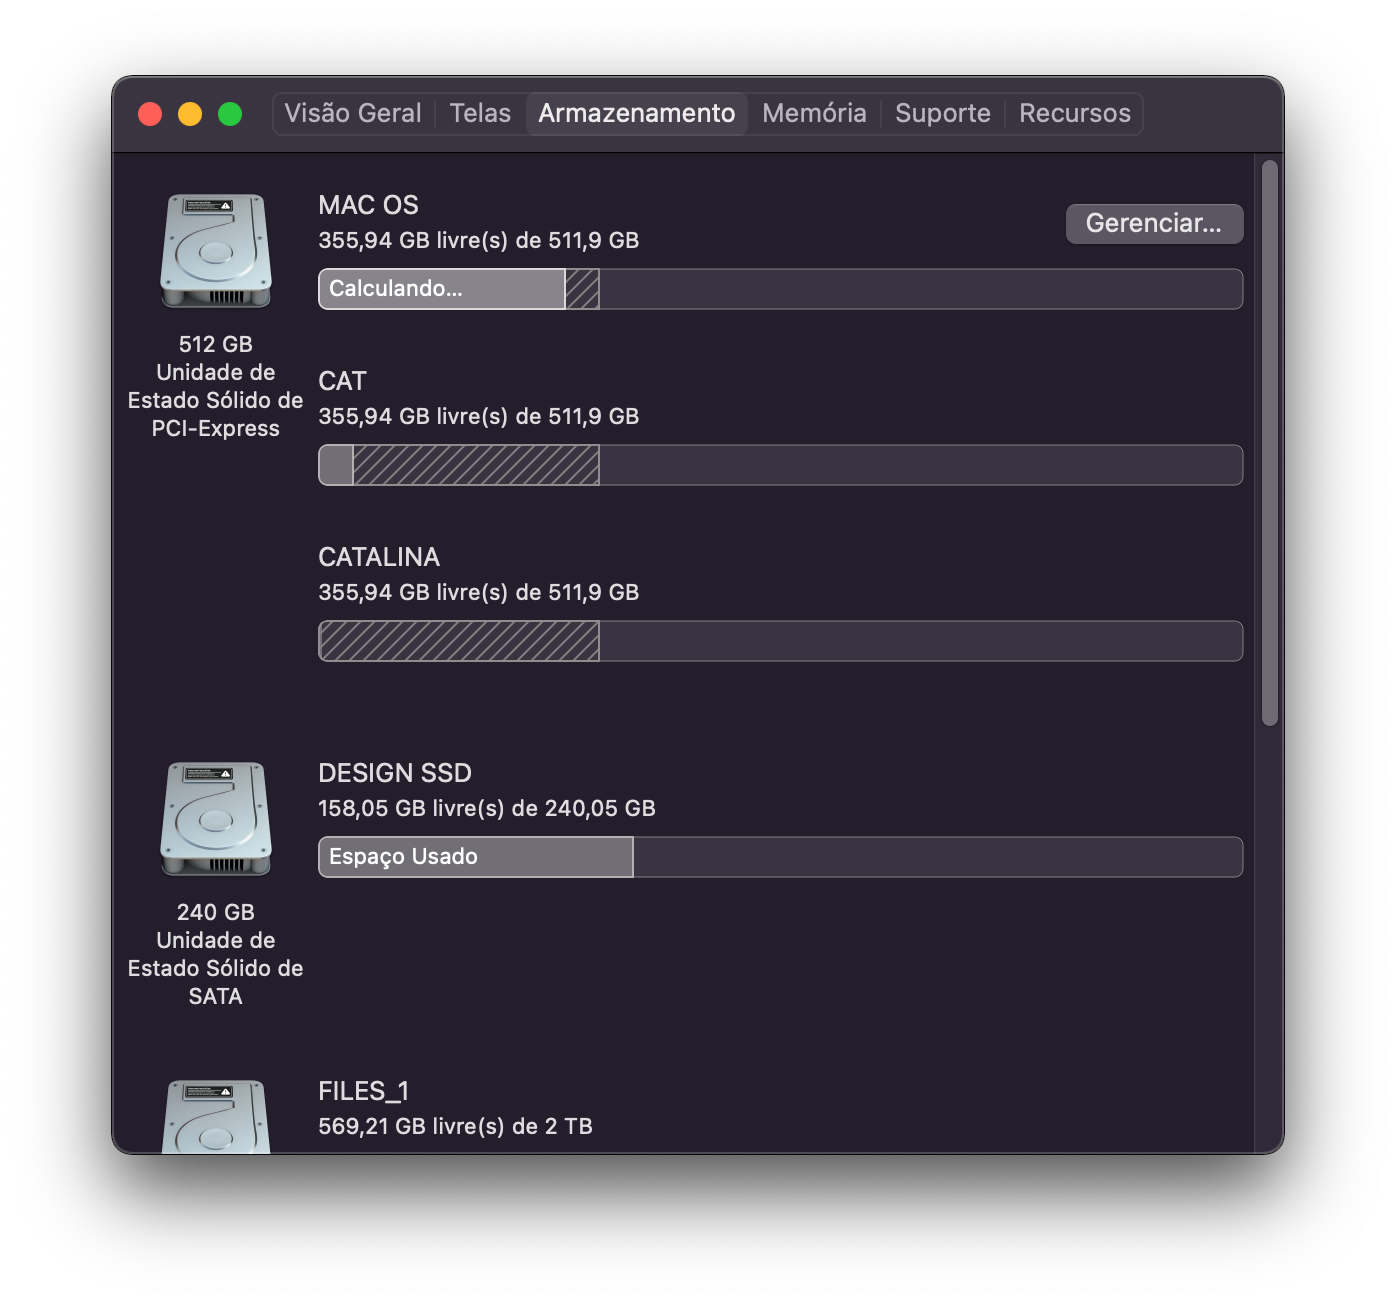 Visão Geral
Telas
Armazenamento
Memória
Suporte
Recursos
MAC OS
355,94 GB livre(s) de 511,9 GB
Gerenciar...
Calculando...
512 GB
Unidade de
Estado Sólido de
PCI-Express
CAT
355,94 GB livre(s) de 511,9 GB
CATALINA
355,94 GB livre(s) de 511,9 GB
DESIGN SSD
158,05 GB livre(s) de 240,05 GB
Espaço Usado
240 GB
Unidade de
Estado Sólido de
SATA
FILES_1
569,21 GB livre(s) de 2 TB